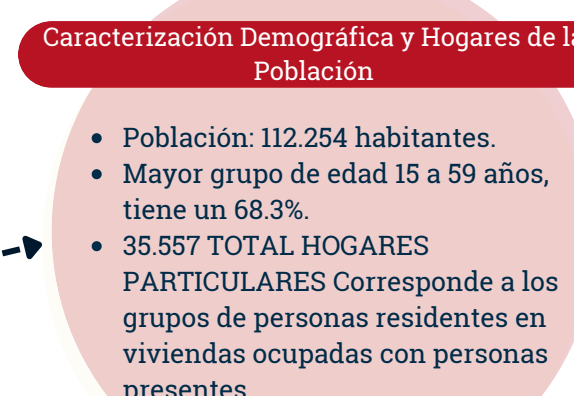 Caracterización Demográfica y Hogares de la
Población
• Población: 112.254 habitantes.
• Mayor grupo de edad 15 a 59 años,
tiene un 68.3%.
• 35.557 TOTAL HOGARES
PARTICULARES Corresponde a los
grupos de personas residentes en
viviendas ocupadas con personas
presentes